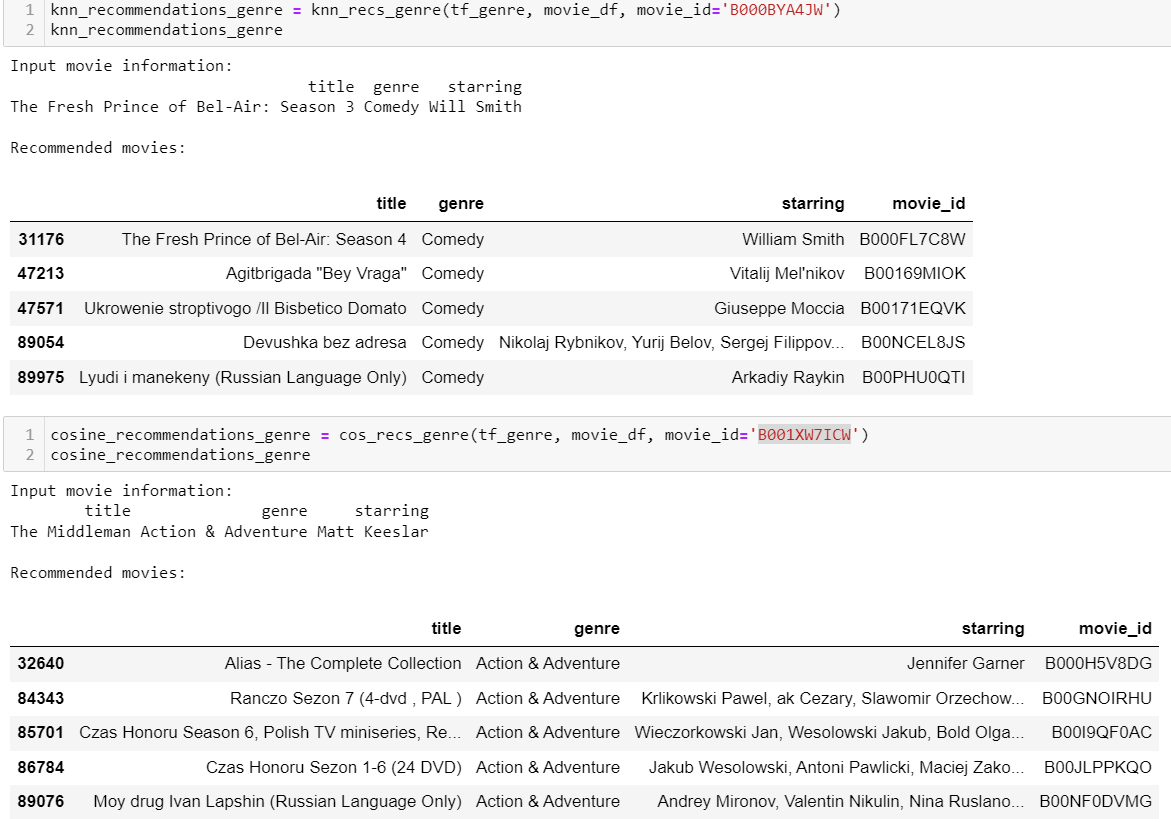 1 knn_recommendations_genre = knn_recs_genre(tf_genre, movie_df, movie_id='B000BYA4JW')
2 knn_recommendations_genre
Input movie information:
title genre starring
The Fresh Prince of Bel-Air: Season 3 Comedy Will Smith
Recommended movies:
title genre starring movie_id
31176 The Fresh Prince of Bel-Air: Season 4 Comedy William Smith B000FL7C8W
47213 Agitbrigada "Bey Vraga" Comedy Vitalij Mel'nikov B00169MIOK
47571 Ukrowenie stroptivogo /Il Bisbetico Domato Comedy Giuseppe Moccia B00171EQVK
89054 Devushka bez adresa Comedy Nikolaj Rybnikov, Yurij Belov, Sergej Filippov... B00NCEL8JS
89975 Lyudi i manekeny (Russian Language Only) Comedy Arkadiy Raykin B00PHU0QTI
1 cosine_recommendations_genre = cos_recs_genre(tf_genre, movie_df, movie_id='B001XW7ICW')
2 cosine_recommendations_genre
Input movie information:
title genre starring
The Middleman Action & Adventure Matt Keeslar
Recommended movies:
title genre starring movie_id
32640 Alias - The Complete Collection Action & Adventure Jennifer Garner B000H5V8DG
84343 Ranczo Sezon 7 (4-dvd , PAL ) Action & Adventure Krlikowski Pawel, ak Cezary, Slawomir Orzechow... B00GNOIRHU
85701 Czas Honoru Season 6, Polish TV miniseries, Re... Action & Adventure Wieczorkowski Jan, Wesolowski Jakub, Bold Olga... B00I9QF0AC
86784 Czas Honoru Sezon 1-6 (24 DVD) Action & Adventure Jakub Wesolowski, Antoni Pawlicki, Maciej Zako... B00JLPPKQO
89076 Moy drug Ivan Lapshin (Russian Language Only) Action & Adventure Andrey Mironov, Valentin Nikulin, Nina Ruslano... B00NF0DVMG